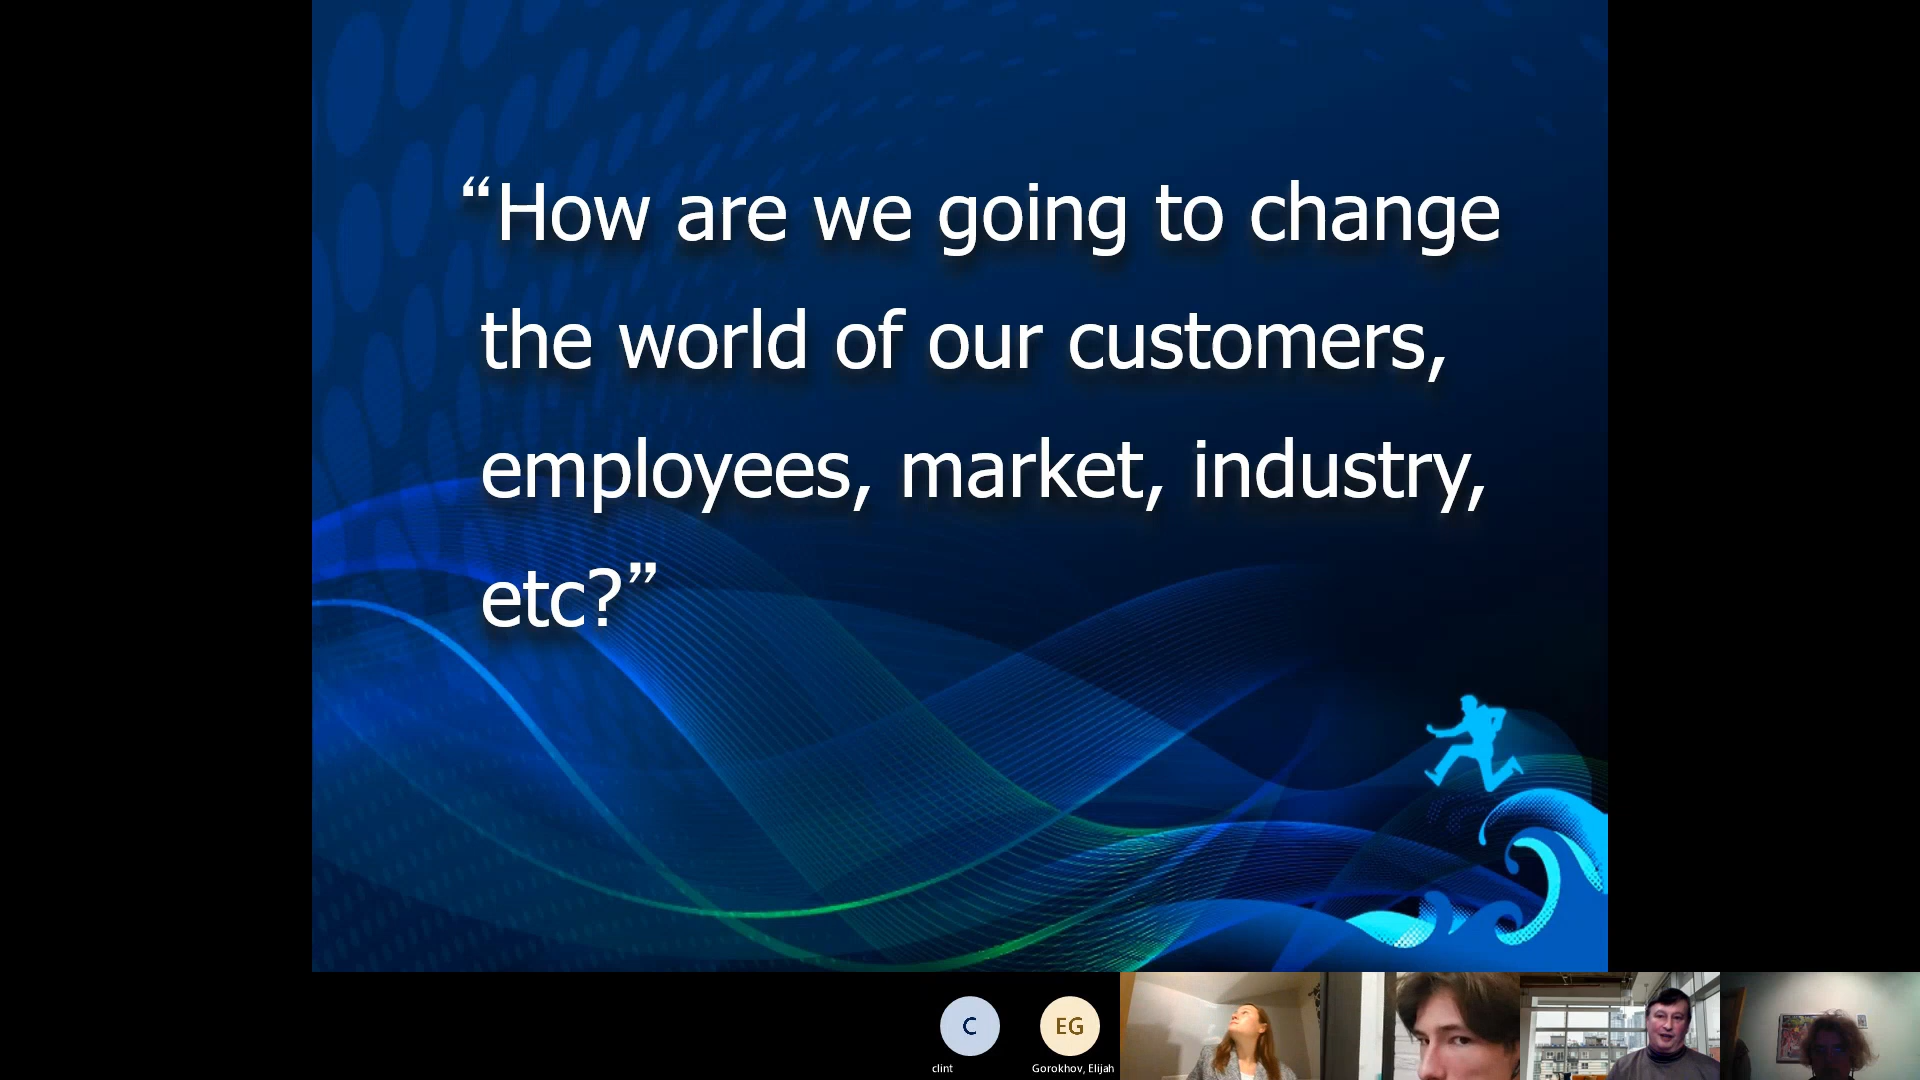 “How are we going to change
the world of our customers,
employees, market, industry,
etc?”
C
EG
clint
Gorokhov, Elijah